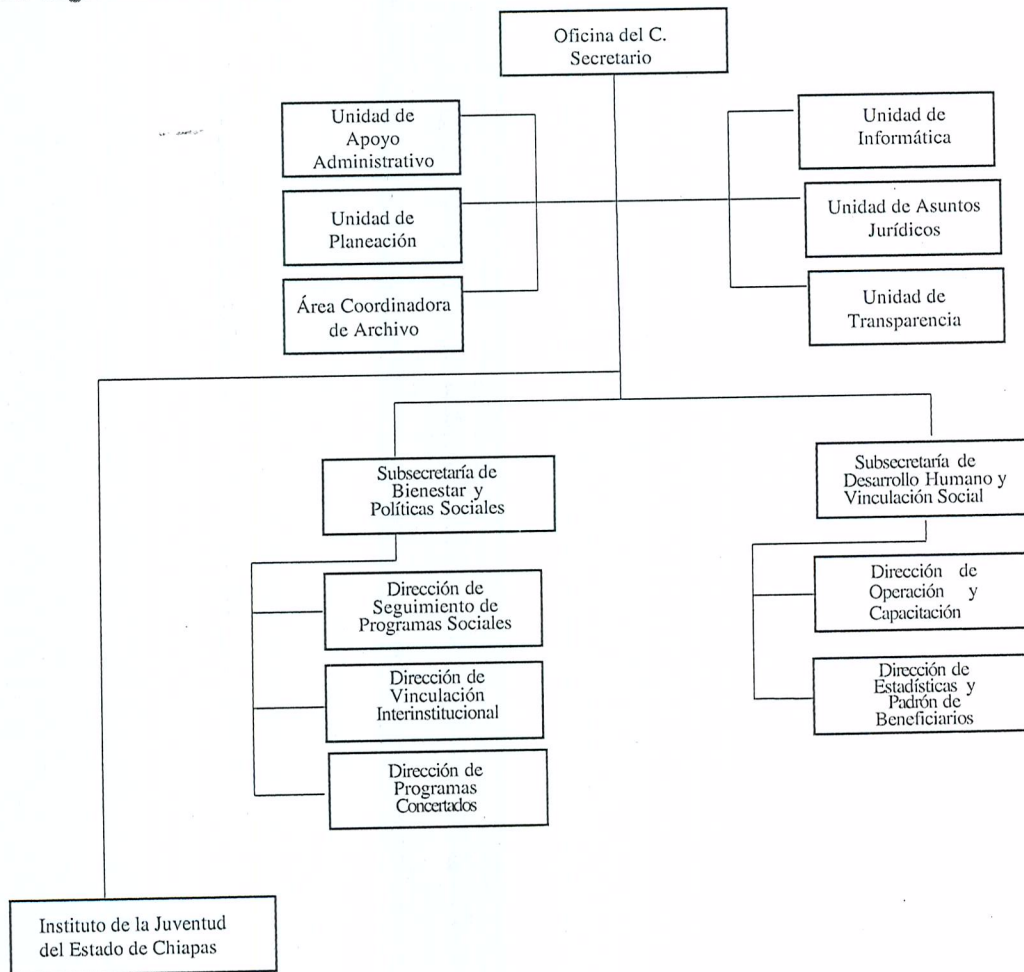 Oficina del C.
Secretario
Unidad de
Apoyo
Administrativo
Unidad de
Informática
Unidad de
Planeación
Unidad de Asuntos
Jurídicos
Área Coordinadora
de Archivo
Unidad de
Transparencia
Subsecretaría de
Bienestar y
Políticas Sociales
Subsecretaría de
Desarrollo Humano y
Vinculación Social
Dirección de
Seguimiento de
Programas Sociales
Dirección de
Operación y
Capacitación
Dirección de
Vinculación
Interinstitucional
Dirección de
Estadísticas y
Padrón de
Beneficiarios
Dirección de
Programas
Concertados
Instituto de la Juventud
del Estado de Chiapas